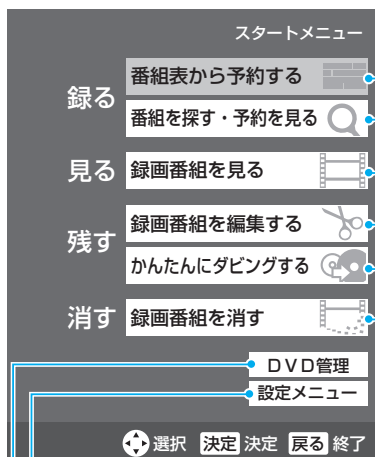 スタートメニュー
録る
番組表から予約する
番組を探す・予約を見る
見る 録画番組を見る
残す
録画番組を編集する
かんたんにダビングする
消す 録画番組を消す
ＤＶＤ管理
設定メニュー
選択 決定 決定 戻る 終了